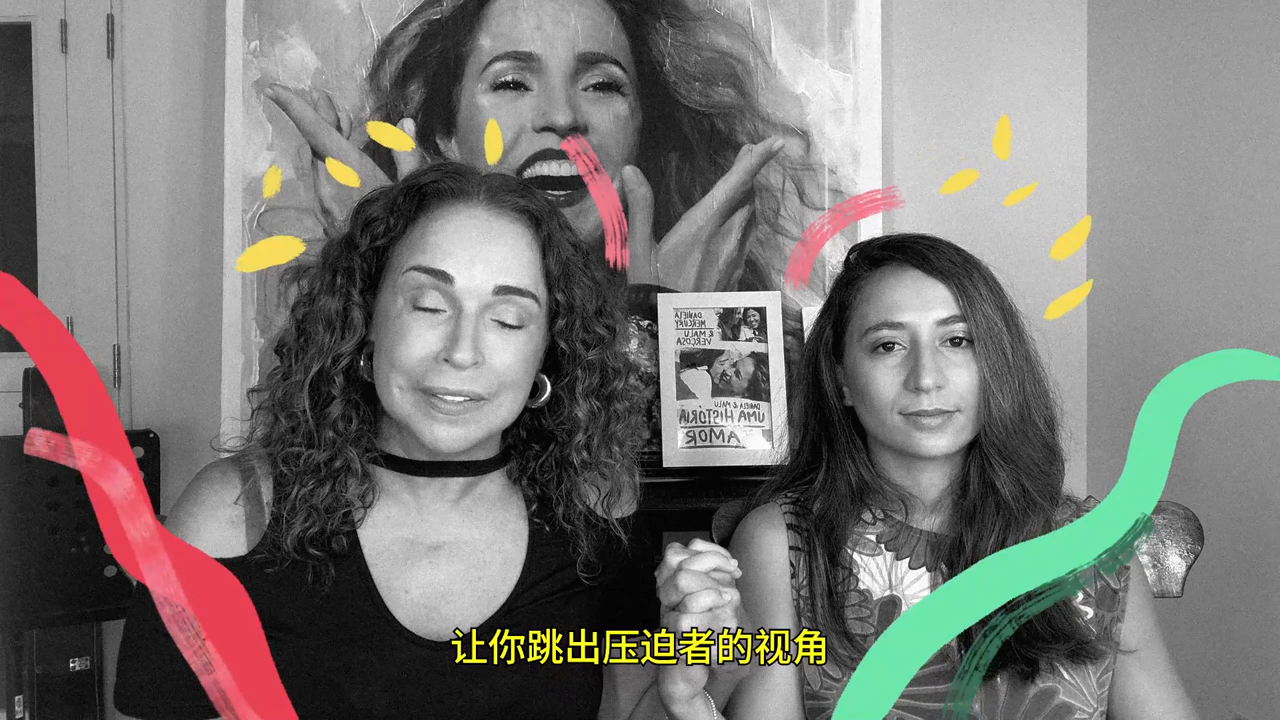 DANIELA
MERCURY
& MALU
VERÇOSA
DANIELA & MALU
UMA HISTÓRIA
AMOR
让你跳出压迫者的视角